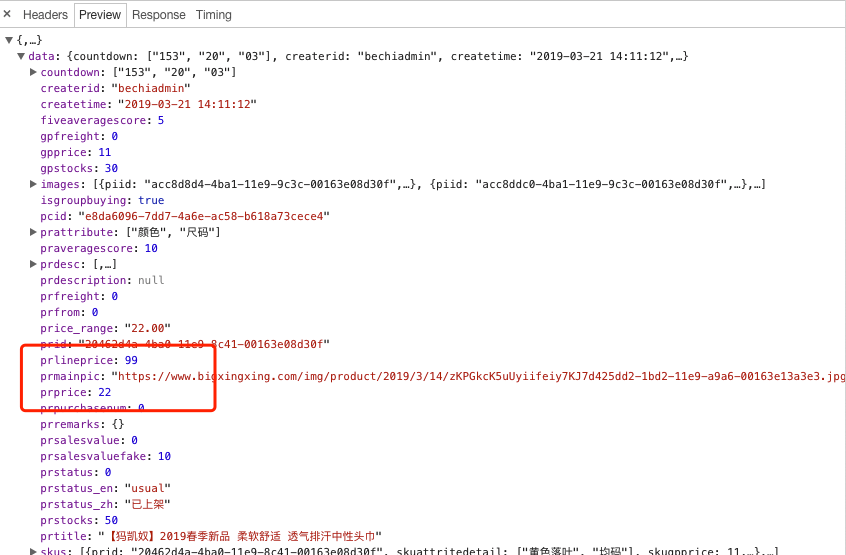 × Headers Preview Response Timing
▼{,…}
▼data: {countdown: ["153", "20", "03"], createrid: "bechiadmin", createtime: "2019-03-21 14:11:12",…}
▶countdown: ["153", "20", "03"]
createrid: "bechiadmin"
createtime: "2019-03-21 14:11:12"
fiveaveragescore: 5
gpfreight: 0
gpprice: 11
gpstocks: 30
▶images: [{piid: "acc8d8d4-4ba1-11e9-9c3c-00163e08d30f",…}, {piid: "acc8ddc0-4ba1-11e9-9c3c-00163e08d30f",…},…]
isgroupbuying: true
pcid: "e8da6096-7dd7-4a6e-ac58-b618a73cece4"
▶prattribute: ["颜色", "尺码"]
praveragescore: 10
▶prdesc: [,…]
prdescription: null
prfreight: 0
prfrom: 0
price_range: "22.00"
prid: "20462d4a-4ba0-11e9-8c41-00163e08d30f"
prlineprice: 99
prmainpic: "https://www.bigxingxing.com/img/product/2019/3/14/zKPGkcK5uUyiifeiy7KJ7d425dd2-1bd2-11e9-a9a6-00163e13a3e3.jpg
prprice: 22
prpurchasenum: 0
prremarks: {}
prsalesvalue: 0
prsalesvaluefake: 10
prstatus: 0
prstatus_en: "usual"
prstatus_zh: "已上架"
prstocks: 50
prtitle: "【犸凯奴】2019春季新品 柔软舒适 透气排汗中性头巾"
▶skus: [{prid: "20462d4a-4ba0-11e9-8c41-00163e08d30f", skuattritedetail: ["黄色落叶", "均码"], skugpprice: 11,…},…]